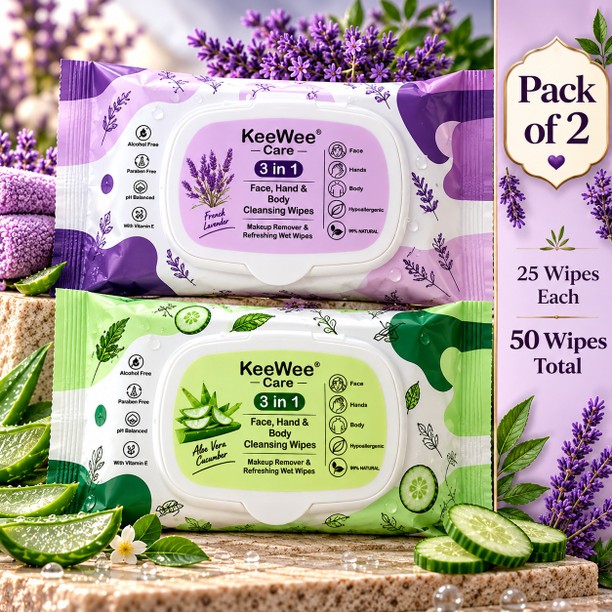 KeeWee®
Care
3 in 1
Face, Hand &
Body
Cleansing Wipes
Makeup Remover &
Refreshing Wet Wipes
French
Lavender
Alcohol Free
Paraben Free
pH Balanced
With Vitamin E
Face
Hands
Body
Hypoallergenic
99% NATURAL
KeeWee®
Care
3 in 1
Face, Hand &
Body
Cleansing Wipes
Makeup Remover &
Refreshing Wet Wipes
Aloe Vera
Cucumber
Alcohol Free
Paraben Free
pH Balanced
With Vitamin E
Face
Hands
Body
Hypoallergenic
99% NATURAL
Pack
of 2
25 Wipes
Each
50 Wipes
Total